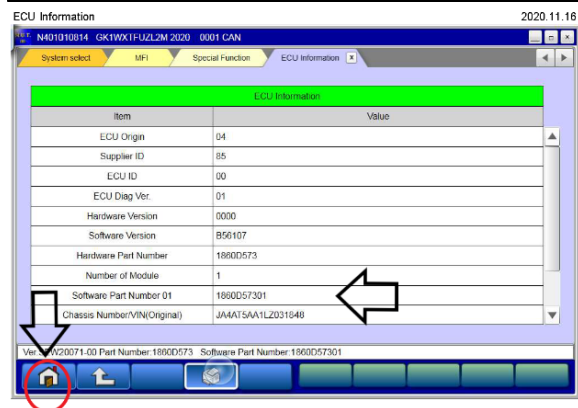 ECU Information 2020.11.16
N401010814 GK1WXTFUZL2M 2020 0001 CAN
System select MFI Special Function ECU Information x
ECU Information
Item Value
ECU Origin 04
Supplier ID 85
ECU ID 00
ECU Diag Ver. 01
Hardware Version 0000
Software Version B56107
Hardware Part Number 1860D573
Number of Module 1
Software Part Number 01 1860D57301
Chassis Number/VIN(Original) JA4AT5AA1LZ031848
Part Number:1860D573 Software Part Number:1860D57301